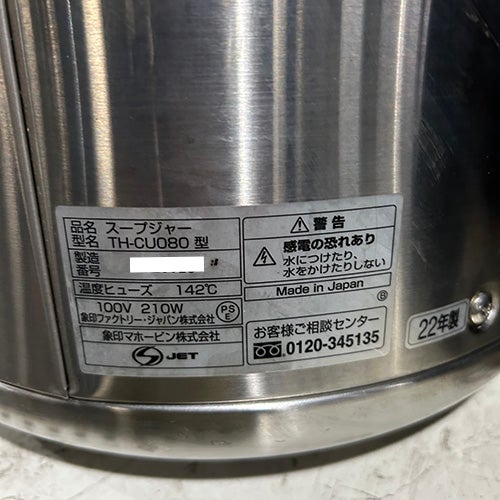 品名 スープジャー
型名 TH-CU080 型
製造
番号
温度ヒューズ 142℃
100V 210W
象印ファクトリー・ジャパン株式会社
PS
E
象印マホービン株式会社
S JET
警告
感電の恐れあり
水につけたり、
水をかけたりしない
Made in Japan
B
お客様ご相談センター
0120-345135
22年製